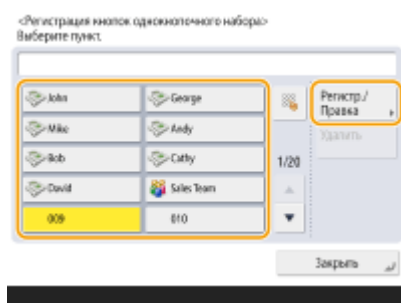 <Регистрация кнопок однокнопочного набора>
Выберите пункт.
John
George
Регистр./
Правка
Mike
Andy
Удалить
Bob
Cathy
1/20
David
Sales Team
009
010
Закрыть